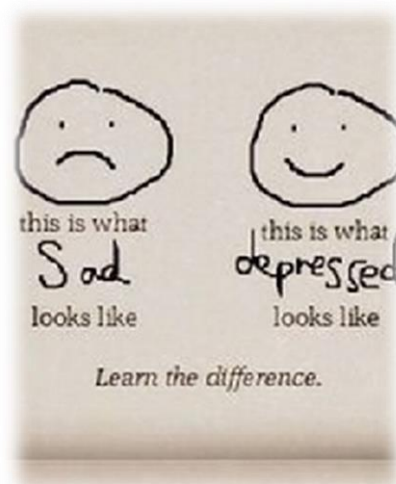 this is what
Sad
looks like
this is what
depressed
looks like
Learn the difference.